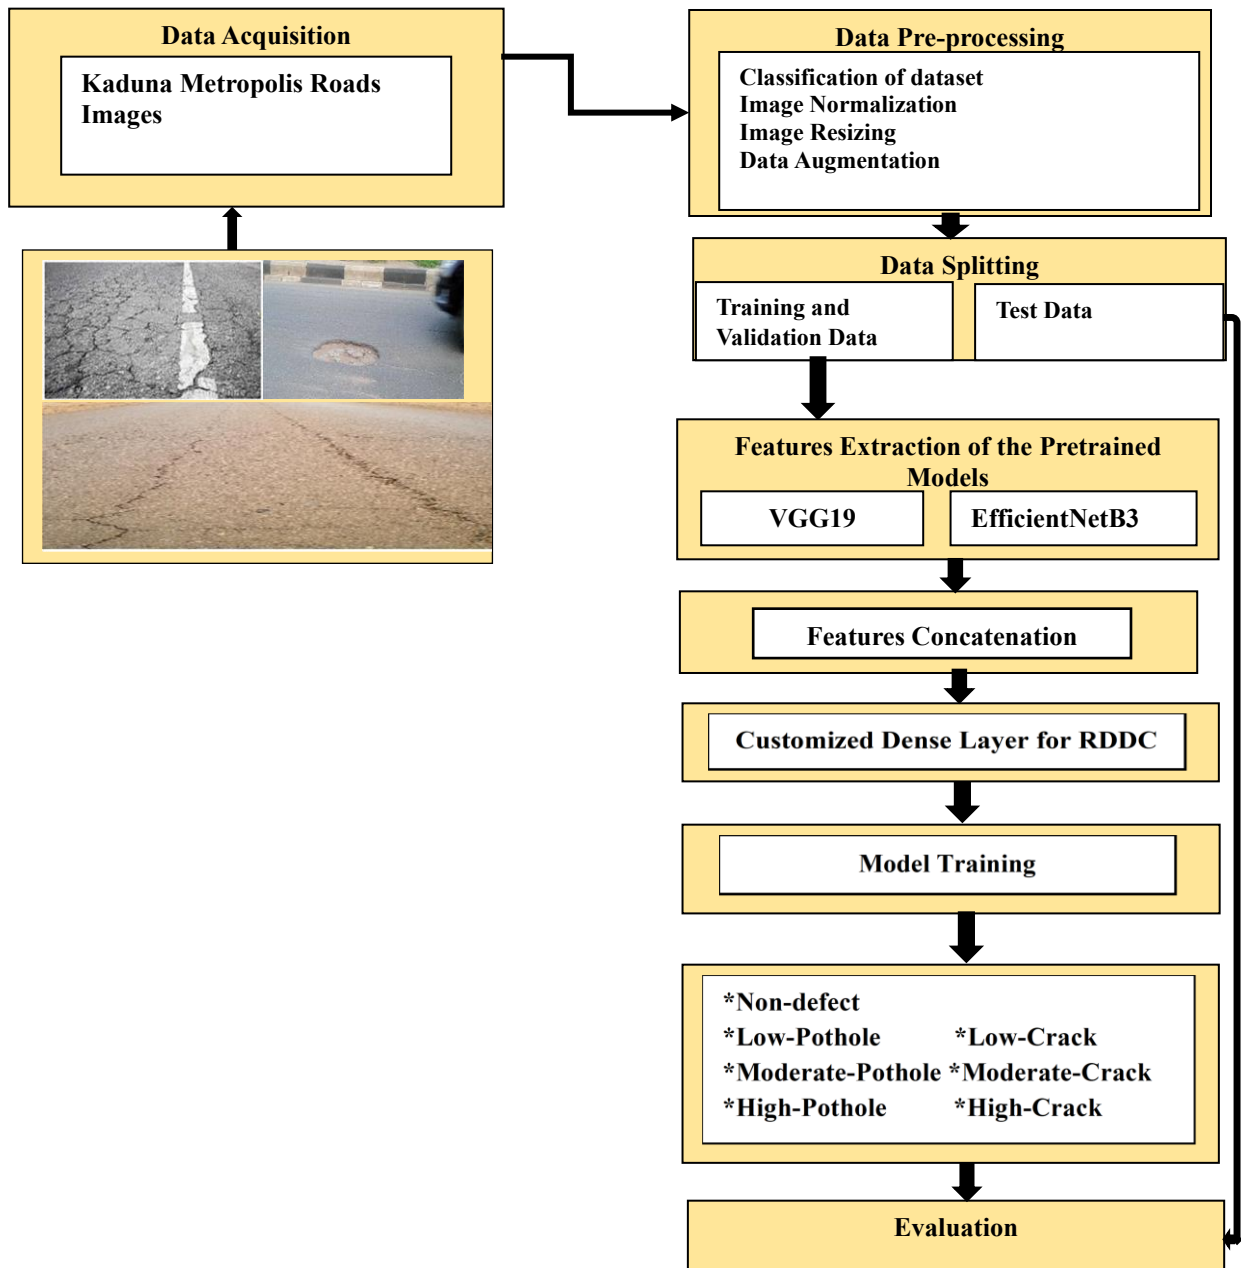 Data Acquisition
Kaduna Metropolis Roads
Images
Data Pre-processing
Classification of dataset
Image Normalization
Image Resizing
Data Augmentation
Data Splitting
Training and
Validation Data
Test Data
Features Extraction of the Pretrained
Models
VGG19
EfficientNetB3
Features Concatenation
Customized Dense Layer for RDDC
Model Training
*Non-defect
*Low-Pothole *Low-Crack
*Moderate-Pothole *Moderate-Crack
*High-Pothole *High-Crack
Evaluation